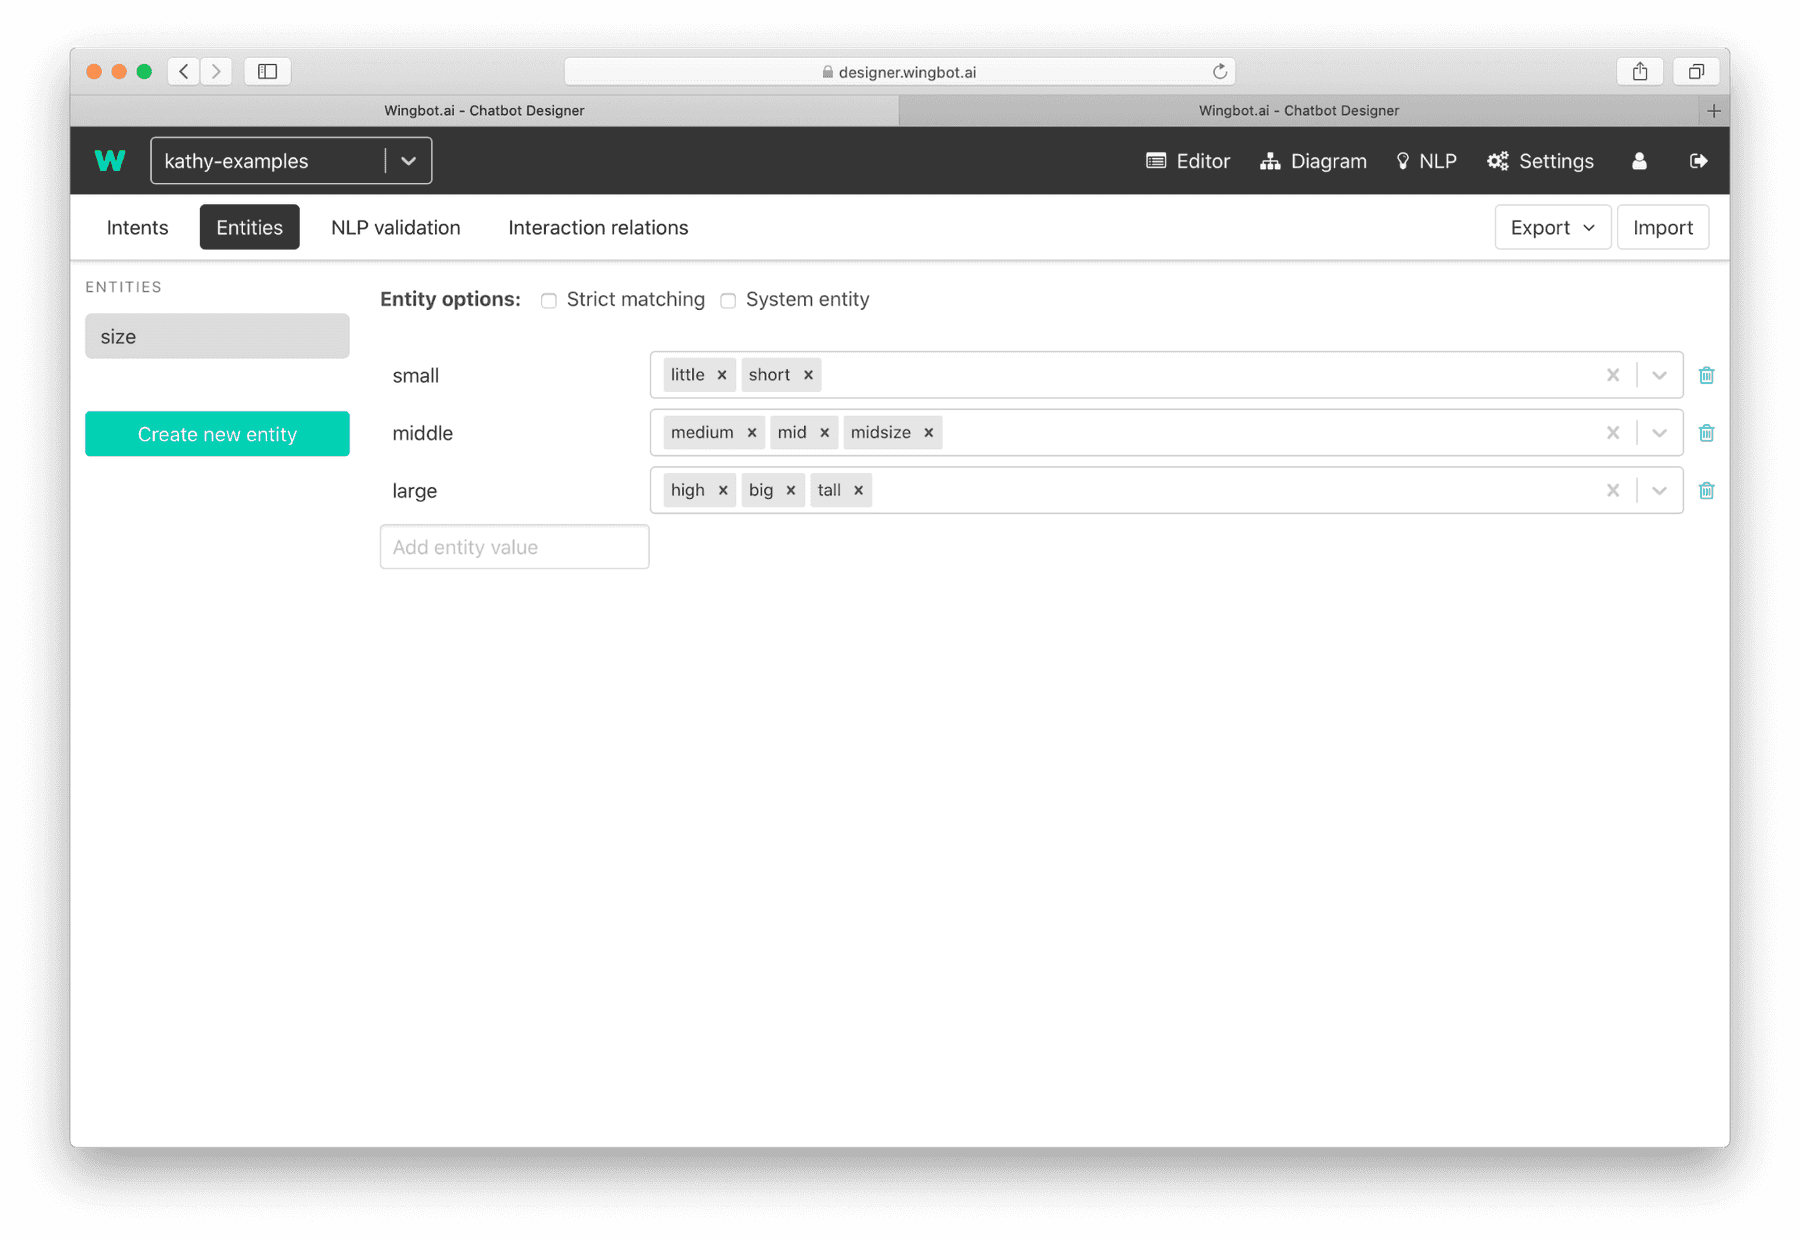 designer.wingbot.ai
Wingbot.ai - Chatbot Designer Wingbot.ai - Chatbot Designer
W kathy-examples Editor Diagram NLP Settings
Intents Entities NLP validation Interaction relations Export Import
ENTITIES
size
Create new entity
Entity options: Strict matching System entity
small little short
middle medium mid midsize
large high big tall
Add entity value